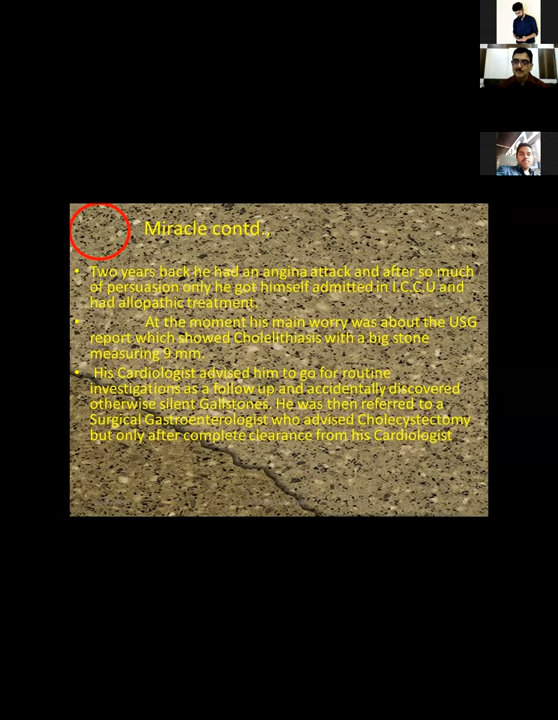 Miracle contd.,
• Two years back he had an angina attack and after so much
of persuasion only he got himself admitted in I.C.C.U and
had allopathic treatment.
• At the moment his main worry was about the USG
report which showed Cholelithiasis with a big stone
measuring 9 mm.
• His Cardiologist advised him to go for routine
investigations as a follow up and accidentally discovered
otherwise silent Gallstones. He was then referred to a
Surgical Gastroenterologist who advised Cholecystectomy
but only after complete clearance from his Cardiologist